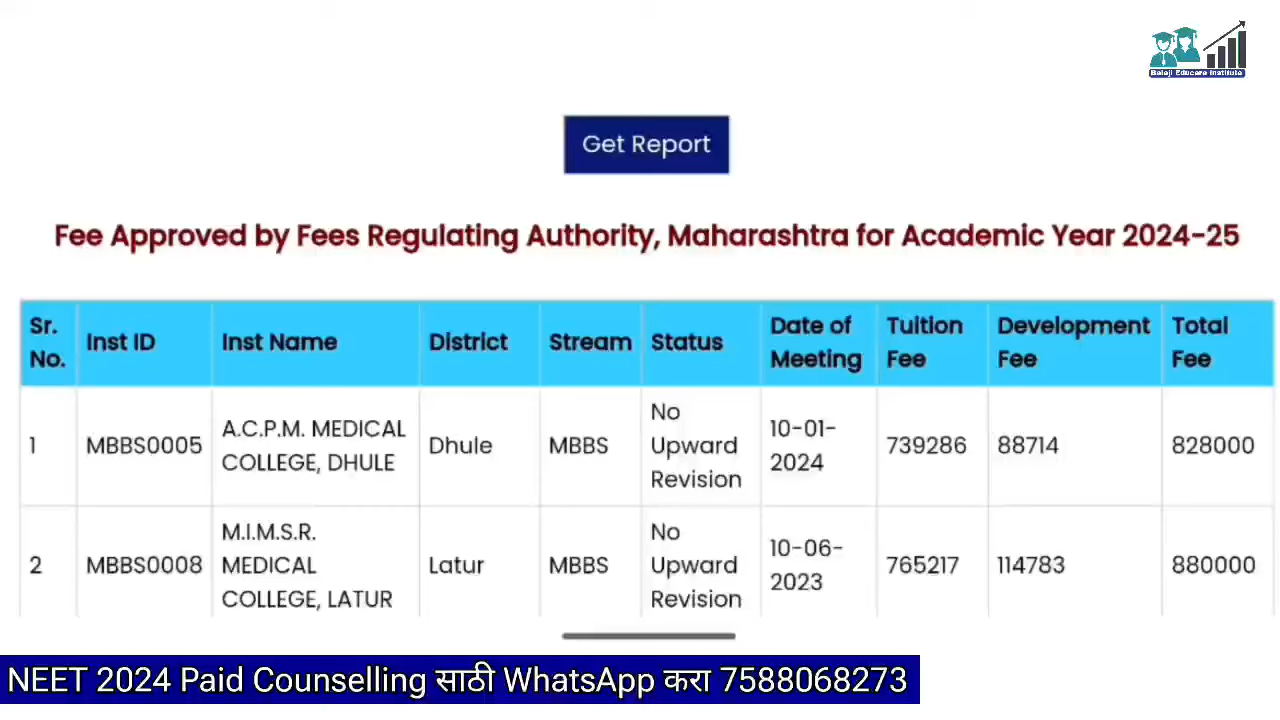 Balaji Educare Institute
Get Report
Fee Approved by Fees Regulating Authority, Maharashtra for Academic Year 2024-25
Sr. No. Inst ID Inst Name District Stream Status Date of Meeting Tuition Fee Development Fee Total Fee
1 MBBS0005 A.C.P.M. MEDICAL COLLEGE, DHULE Dhule MBBS No Upward Revision 10-01-2024 739286 88714 828000
2 MBBS0008 M.I.M.S.R. MEDICAL COLLEGE, LATUR Latur MBBS No Upward Revision 10-06-2023 765217 114783 880000
NEET 2024 Paid Counselling साठी WhatsApp करा 7588068273